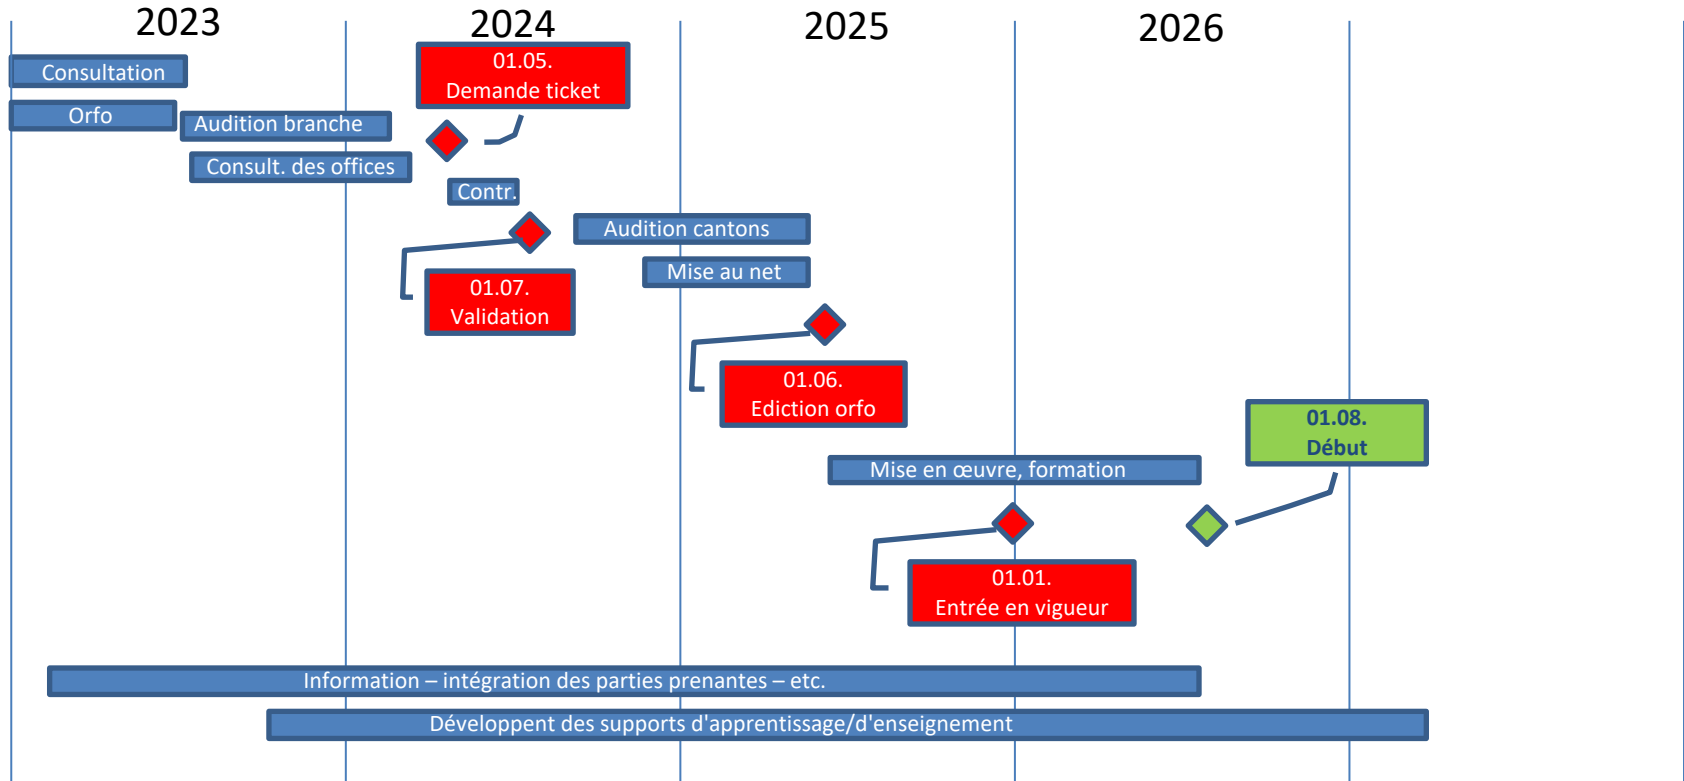 2023
2024
2025
2026
Consultation
01.05.
Demande ticket
Orfo
Audition branche
Consult. des offices
Contr.
Audition cantons
Mise au net
01.07.
Validation
01.06.
Ediction orfo
01.08.
Début
Mise en œuvre, formation
01.01.
Entrée en vigueur
Information – intégration des parties prenantes – etc.
Développent des supports d'apprentissage/d'enseignement